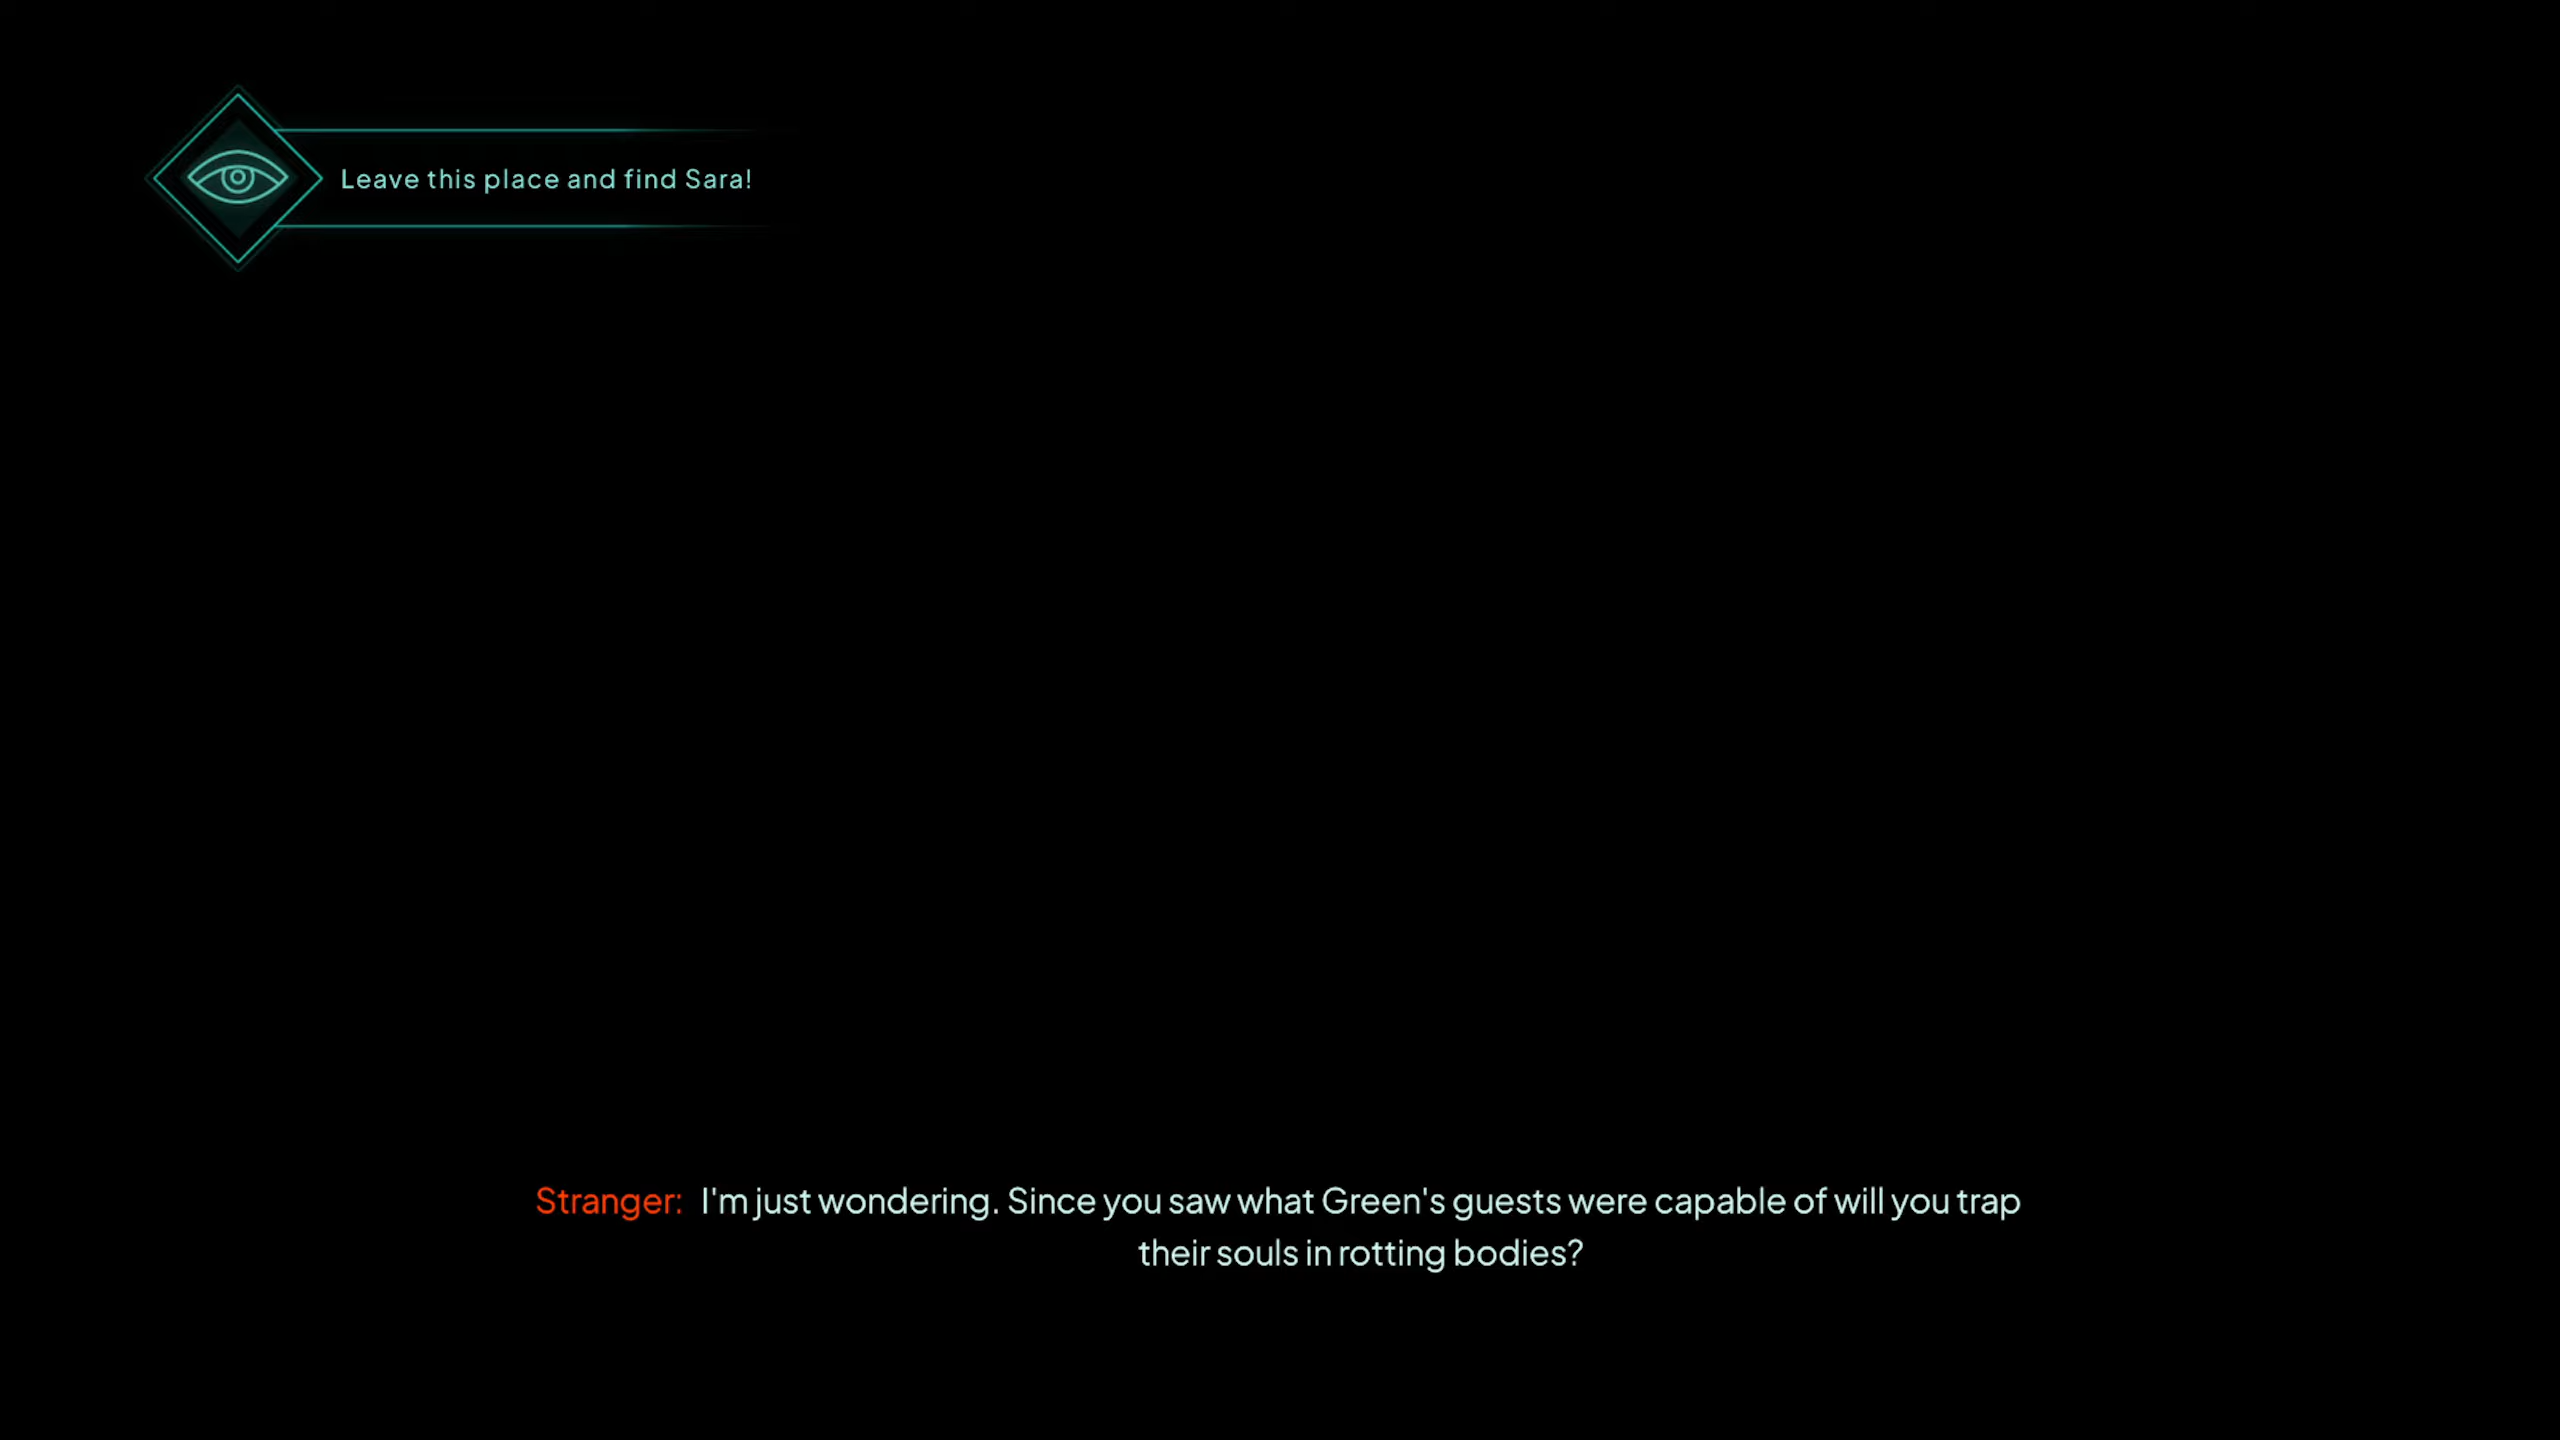 Leave this place and find Sara!
Stranger: I'm just wondering. Since you saw what Green's guests were capable of will you trap
their souls in rotting bodies?